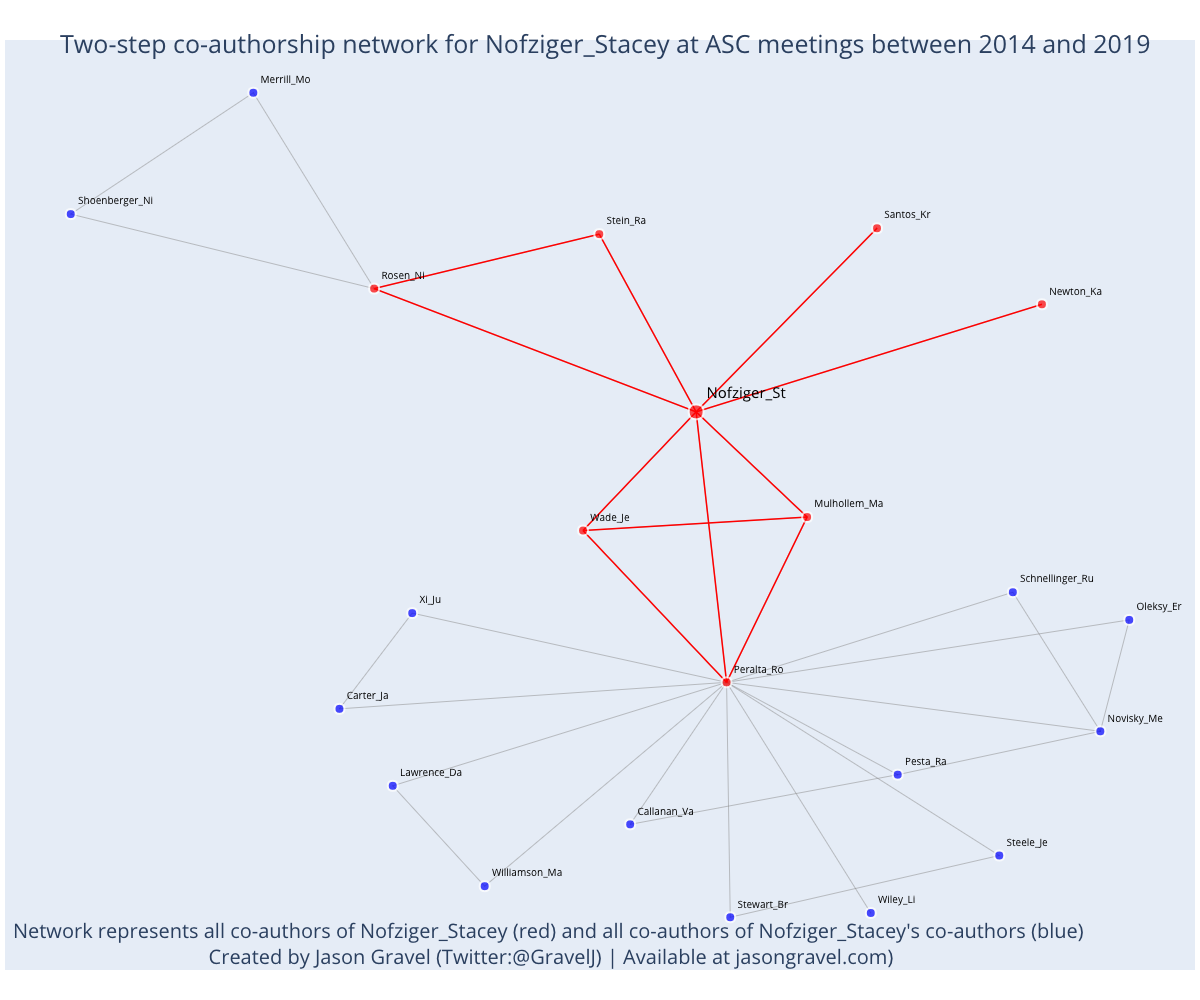 Two-step co-authorship network for Nofziger_Stacey at ASC meetings between 2014 and 2019
Merrill_Mo
Shoenberger_Ni
Stein_Ra
Santos_Kr
Rosen_Ni
Newton_Ka
Nofziger_St
Mulhollem_Ma
Wade_Je
Schnellinger_Ru
Xi_Ju
Oleksy_Er
Peralta_Ro
Carter_Ja
Novisky_Me
Pesta_Ra
Lawrence_Da
Callanan_Va
Steele_Je
Williamson_Ma
Wiley_Li
Stewart_Br
Network represents all co-authors of Nofziger_Stacey (red) and all co-authors of Nofziger_Stacey's co-authors (blue)
Created by Jason Gravel (Twitter:@GravelJ) | Available at jasongravel.com)